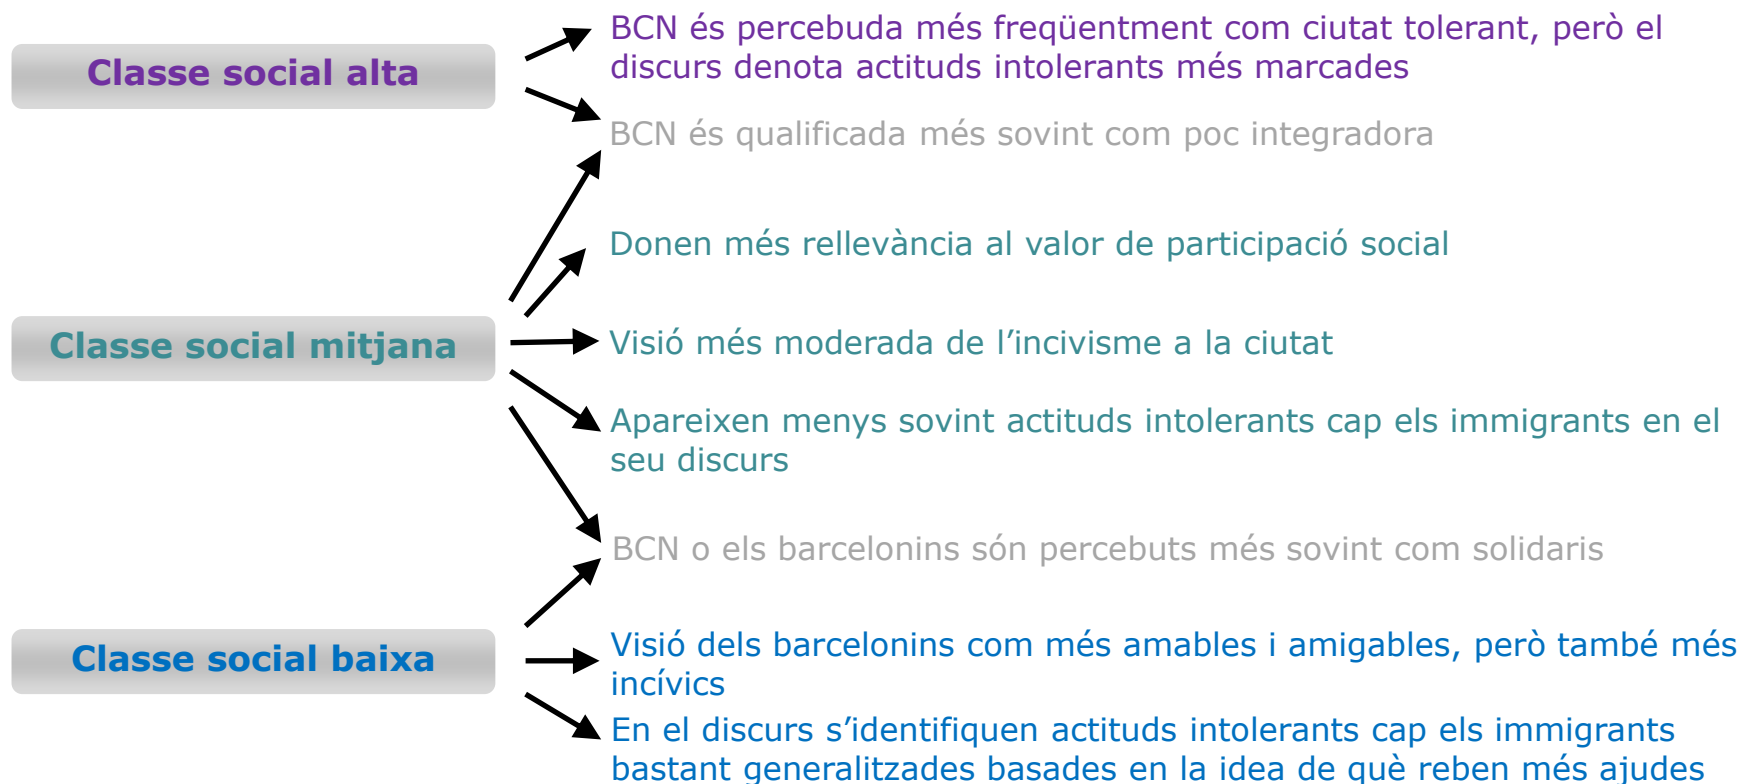 Classe social alta
BCN és percebuda més freqüentment com ciutat tolerant, però el
discurs denota actituds intolerants més marcades
BCN és qualificada més sovint com poc integradora
Donen més rellevància al valor de participació social
Classe social mitjana
Visió més moderada de l’incivisme a la ciutat
Apareixen menys sovint actituds intolerants cap els immigrants en el
seu discurs
BCN o els barcelonins són percebuts més sovint com solidaris
Classe social baixa
Visió dels barcelonins com més amables i amigables, però també més
incívics
En el discurs s’identifiquen actituds intolerants cap els immigrants
bastant generalitzades basades en la idea de què reben més ajudes